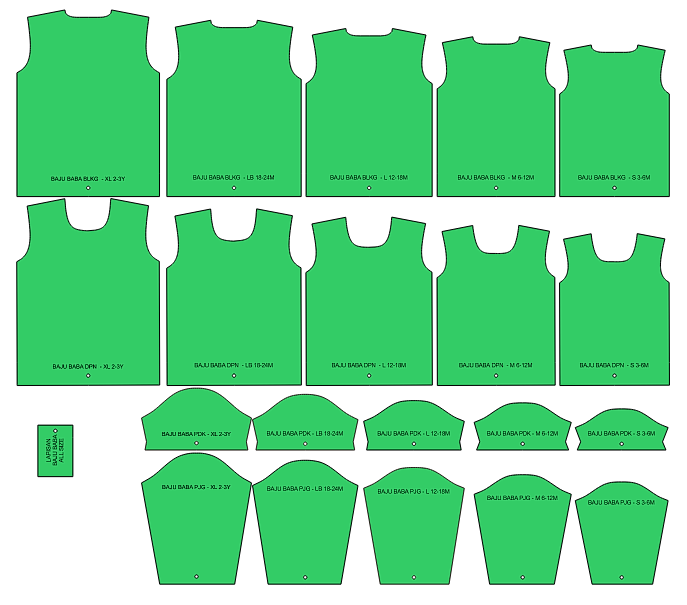 BAJU BABA BLKG - XL 2-3Y
BAJU BABA BLKG - LB 18-24M
BAJU BABA BLKG - L 12-18M
BAJU BABA BLKG - M 6-12M
BAJU BABA BLKG - S 3-6M
BAJU BABA DPN - XL 2-3Y
BAJU BABA DPN - LB 18-24M
BAJU BABA DPN - L 12-18M
BAJU BABA DPN - M 6-12M
BAJU BABA DPN - S 3-6M
LAPISAN
BAJU BABA
ALL SIZE
BAJU BABA PDK - XL 2-3Y
BAJU BABA PDK - LB 18-24M
BAJU BABA PDK - L 12-18M
BAJU BABA PDK - M 6-12M
BAJU BABA PDK - S 3-6M
BAJU BABA PJG - XL 2-3Y
BAJU BABA PJG - LB 18-24M
BAJU BABA PJG - L 12-18M
BAJU BABA PJG - M 6-12M
BAJU BABA PJG - S 3-6M